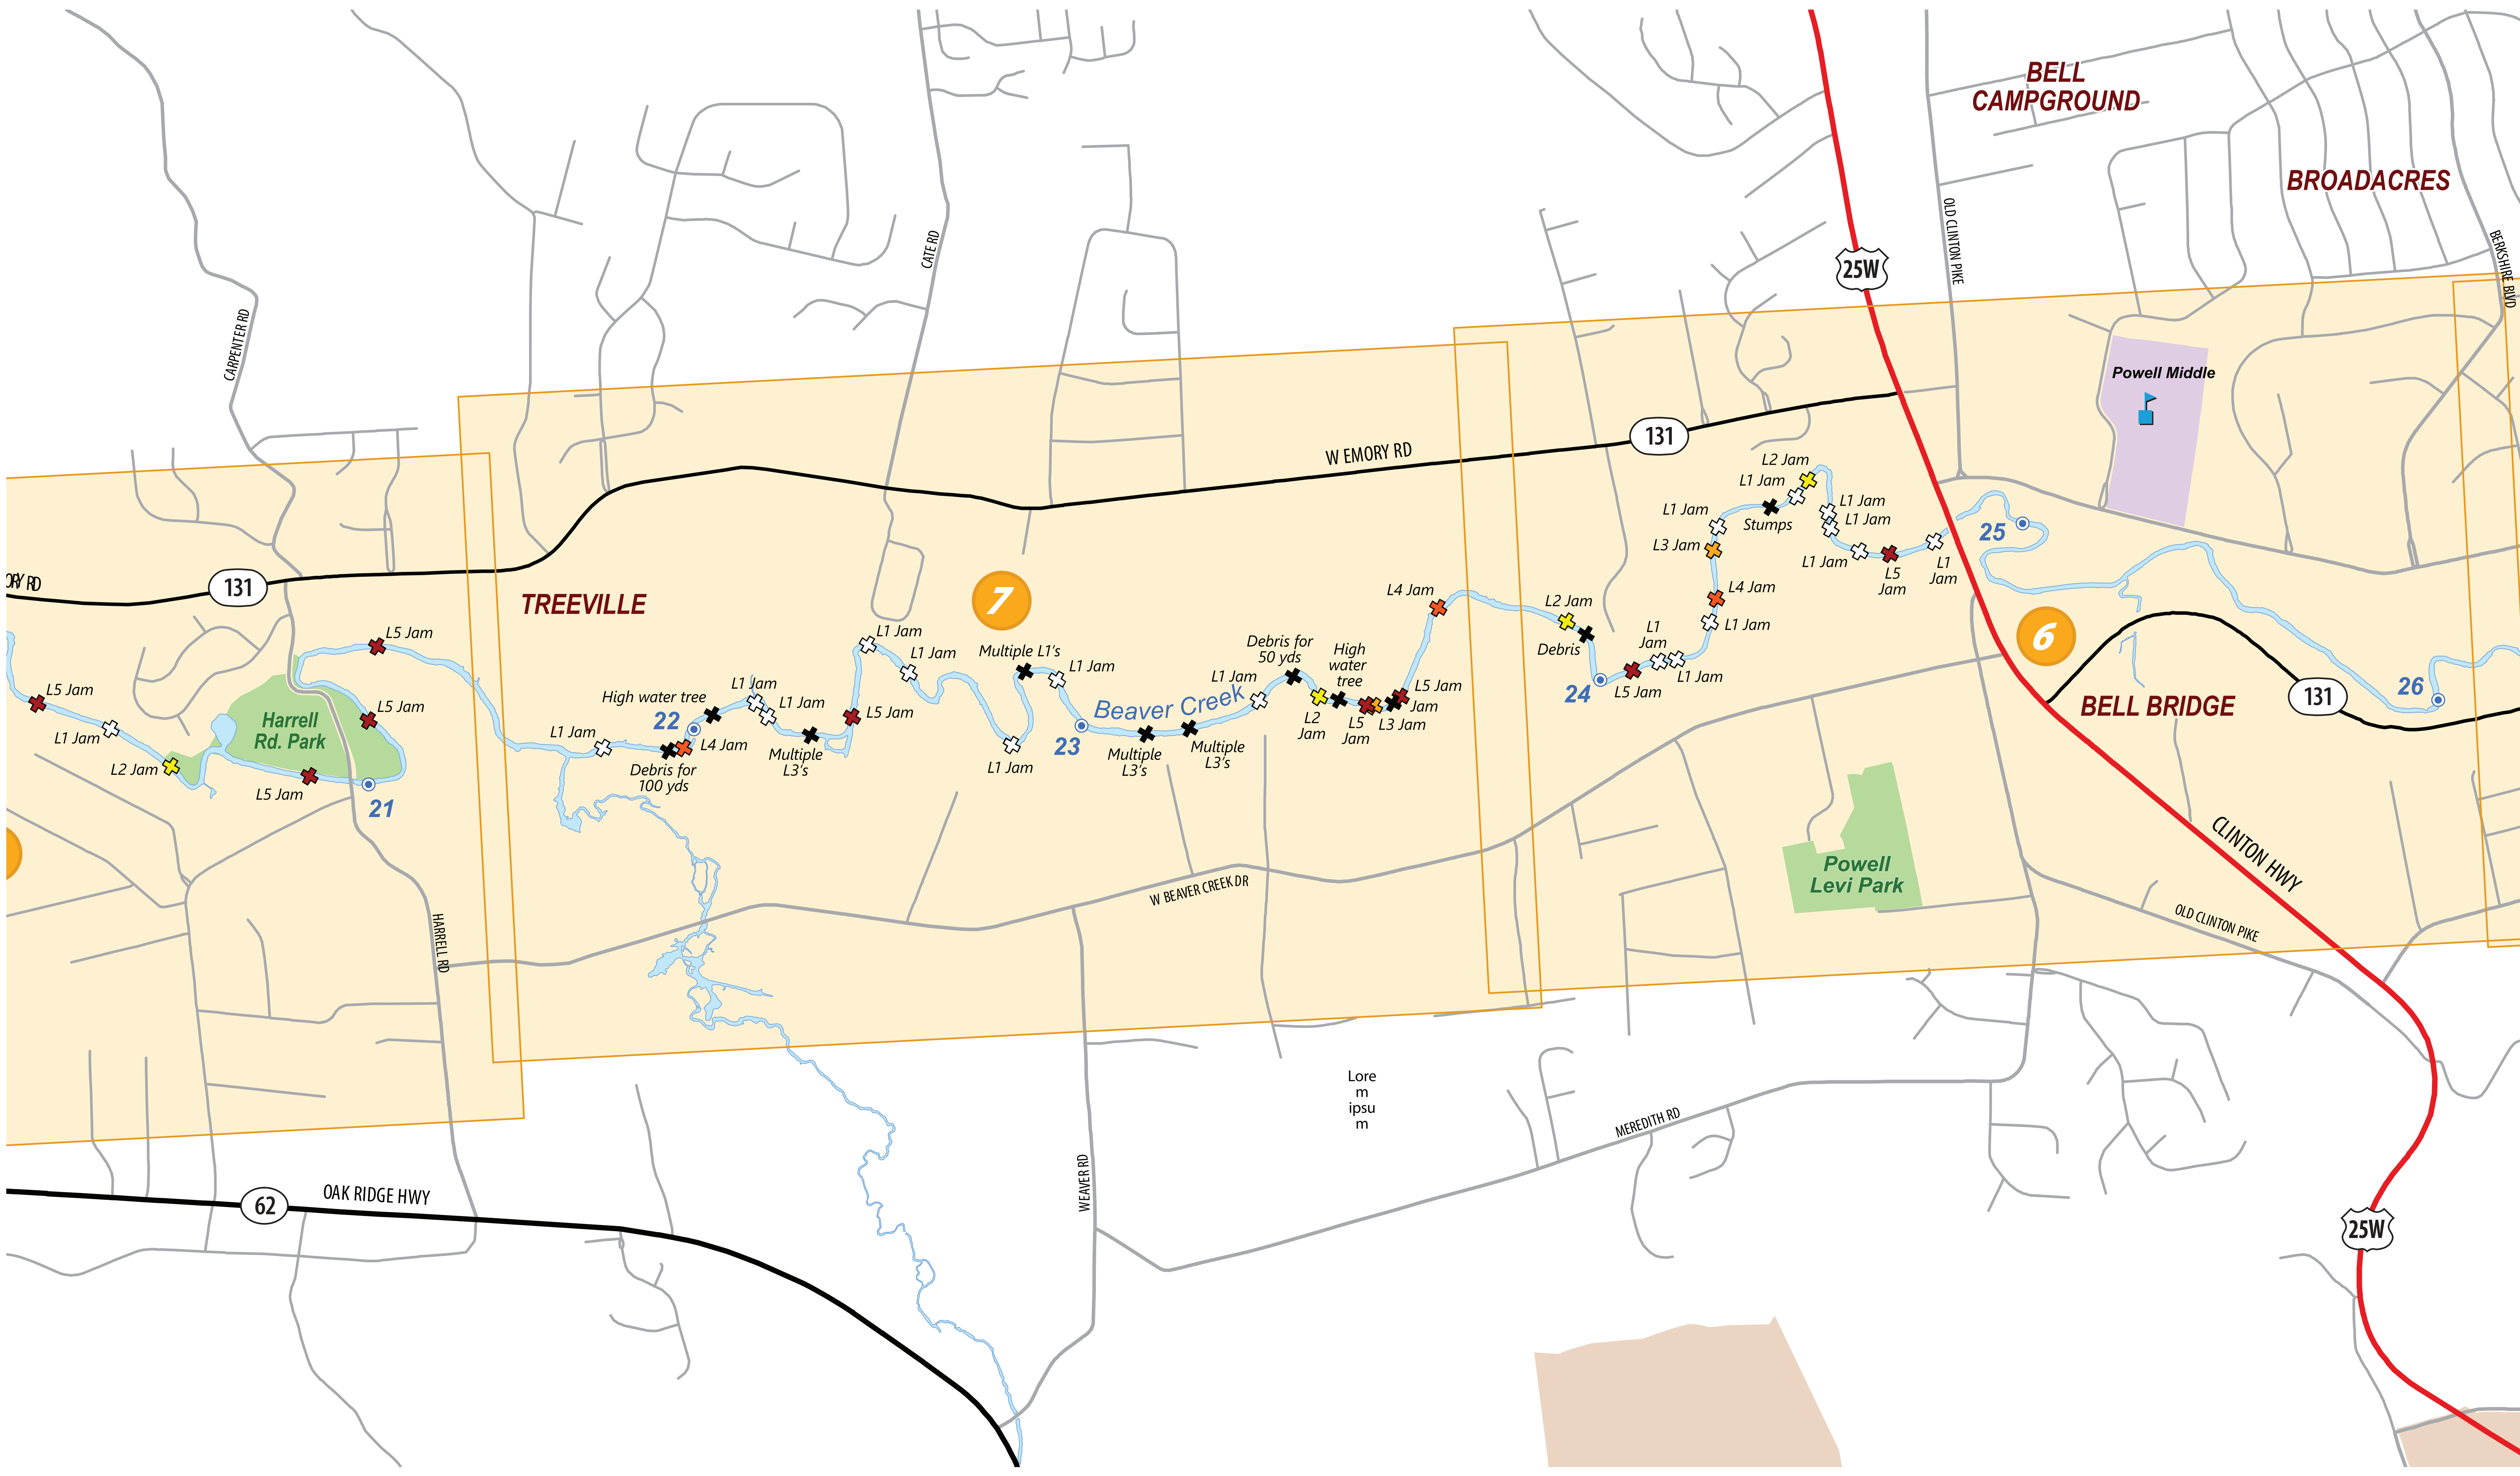 BELL
CAMPGROUND
BROADACRES
BERKSHIRE BLVD
OLD CLINTON PIKE
25W
CATE RD
CARPENTER RD
Powell Middle
W EMORY RD
131
L2 Jam
L1 Jam
Stumps
L1 Jam
L3 Jam
L1 Jam
L1 Jam
L1 Jam
L5
Jam
L1
Jam
25
L4 Jam
L1 Jam
ORY RD
131
TREEVILLE
7
6
BELL BRIDGE
131
26
L4 Jam
L2 Jam
Debris
L1
Jam
L1 Jam
L5 Jam
24
L5 Jam
L5 Jam
L1 Jam
L2 Jam
L5 Jam
L5 Jam
Harrell
Rd. Park
21
L1 Jam
High water tree
22
L4 Jam
Debris for
100 yds
L1 Jam
L1 Jam
Multiple
L3's
L5 Jam
L1 Jam
L1 Jam
Multiple L1's
L1 Jam
L1 Jam
23
Beaver Creek
Multiple
L3's
Multiple
L3's
L1 Jam
Debris for
50 yds
High
water
tree
L2
Jam
L5
Jam
L3 Jam
L5 Jam
Jam
Powell
Levi Park
CLINTON HWY
OLD CLINTON PIKE
W BEAVER CREEK DR
HARRELL RD
Lore
m
ipsu
m
MEREDITH RD
WEAVER RD
62
OAK RIDGE HWY
25W